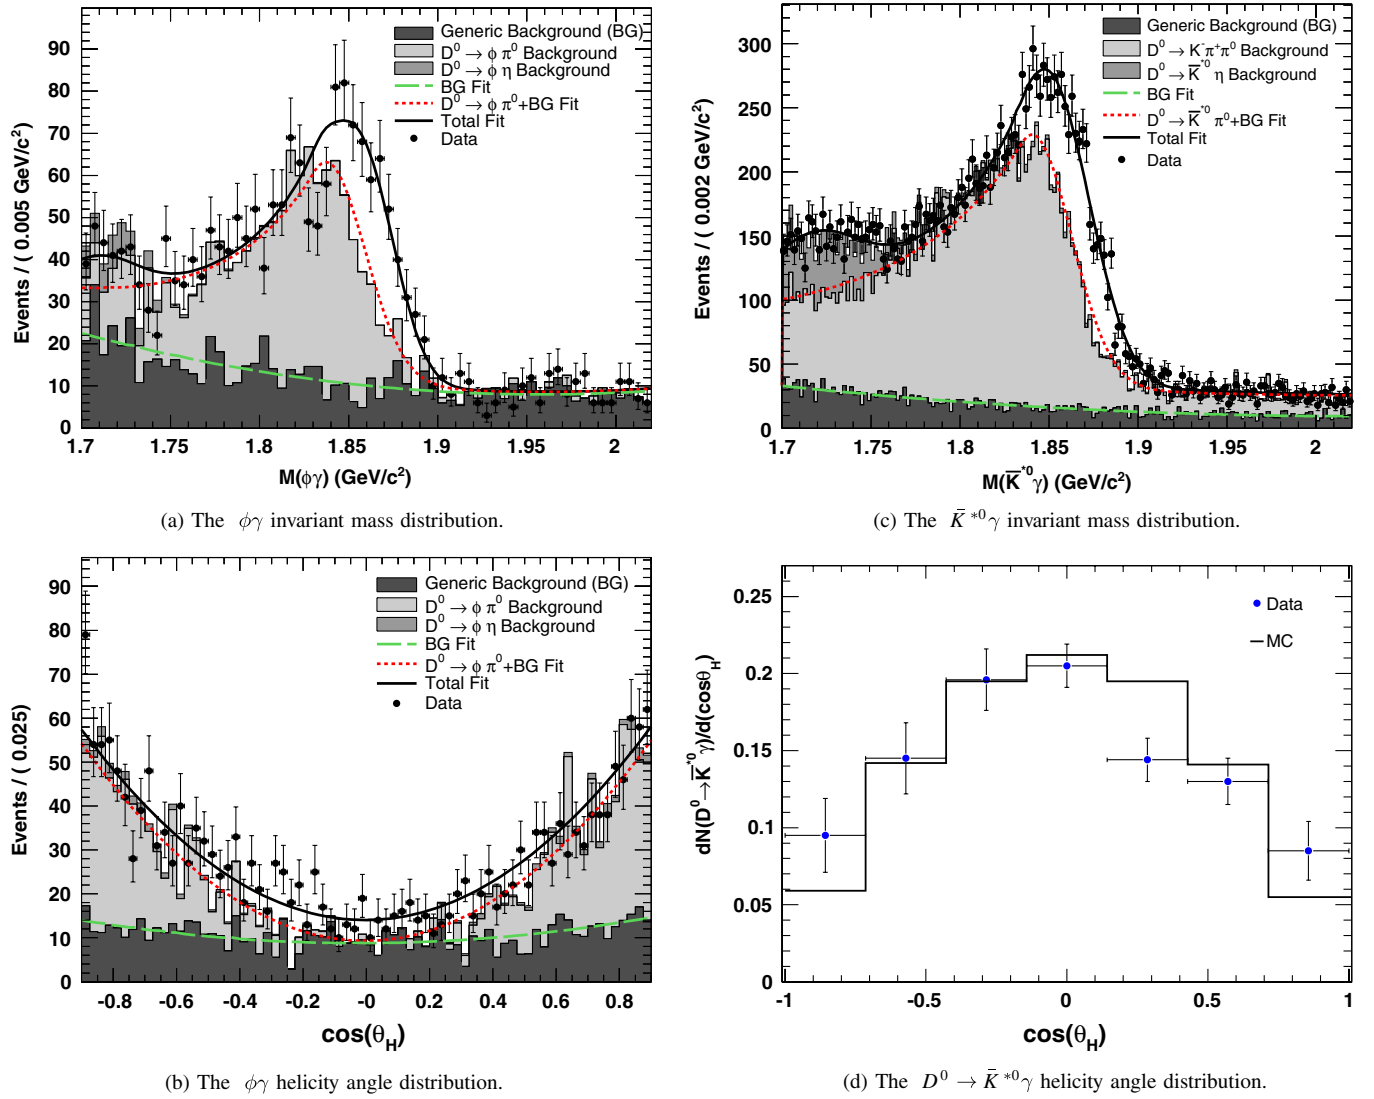 Generic Background (BG)
D⁰ → ϕ π⁰ Background
D⁰ → ϕ η Background
BG Fit
D⁰ → ϕ π⁰+BG Fit
Total Fit
Data
Events / ( 0.005 GeV/c²)
90
80
70
60
50
40
30
20
10
0
1.7 1.75 1.8 1.85 1.9 1.95 2
M(ϕγ) (GeV/c²)
(a) The ϕγ invariant mass distribution.
Generic Background (BG)
D⁰ → K⁻π⁺π⁰ Background
D⁰ → K̄*⁰ η Background
BG Fit
D⁰ → K̄*⁰ π⁰+BG Fit
Total Fit
Data
Events / ( 0.002 GeV/c²)
300
250
200
150
100
50
0
1.7 1.75 1.8 1.85 1.9 1.95 2
M(K̄*⁰γ) (GeV/c²)
(c) The K̄*⁰γ invariant mass distribution.
Generic Background (BG)
D⁰ → ϕ π⁰ Background
D⁰ → ϕ η Background
BG Fit
D⁰ → ϕ π⁰+BG Fit
Total Fit
Data
Events / ( 0.025)
90
80
70
60
50
40
30
20
10
0
-0.8 -0.6 -0.4 -0.2 -0 0.2 0.4 0.6 0.8
cos(θ_H)
(b) The ϕγ helicity angle distribution.
Data
MC
dN(D⁰→K̄*⁰γ)/d(cosθ_H)
0.25
0.2
0.15
0.1
0.05
0
-1 -0.5 0 0.5 1
cos(θ_H)
(d) The D⁰ → K̄*⁰γ helicity angle distribution.